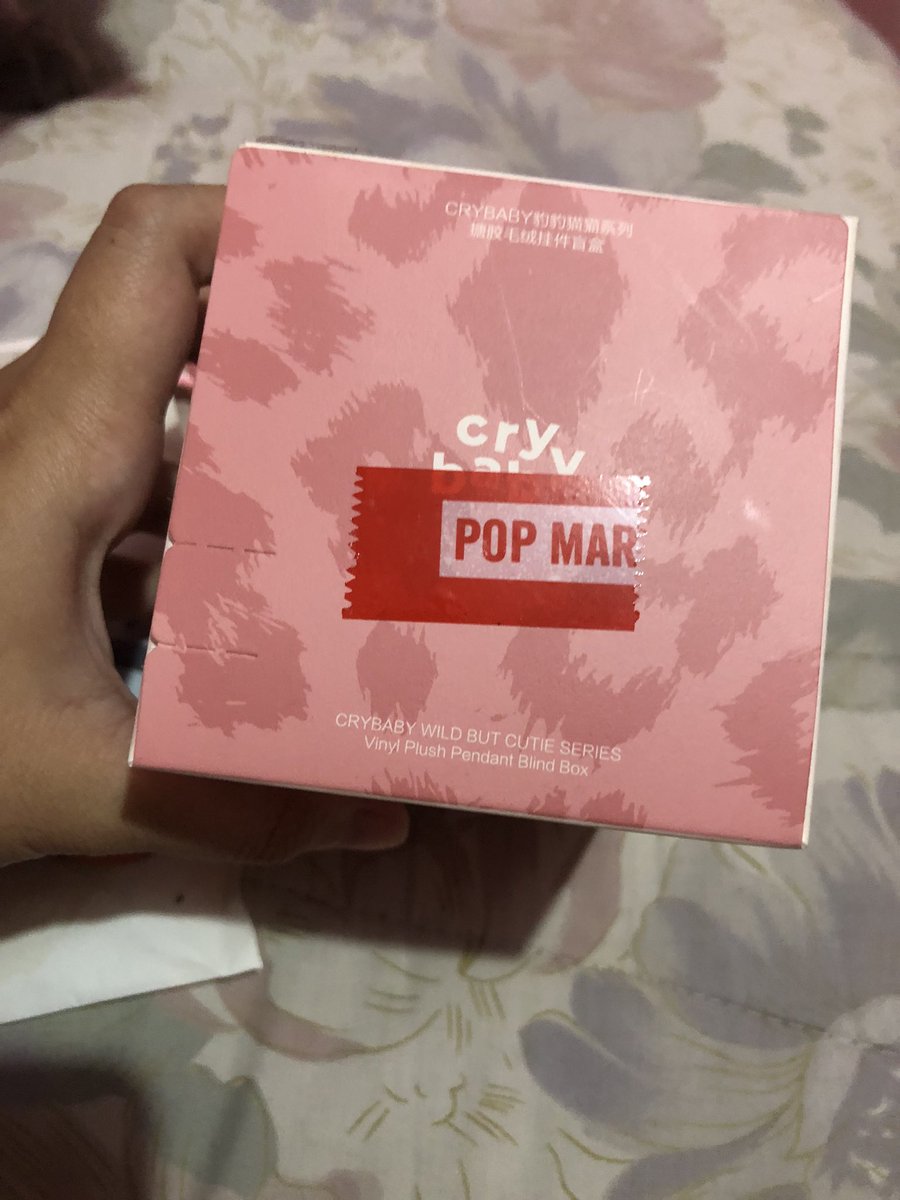 CRYBABY豹豹猫猫系列
搪胶毛绒挂件盲盒
cry
baby
POP MAR
CRYBABY WILD BUT CUTIE SERIES
Vinyl Plush Pendant Blind Box